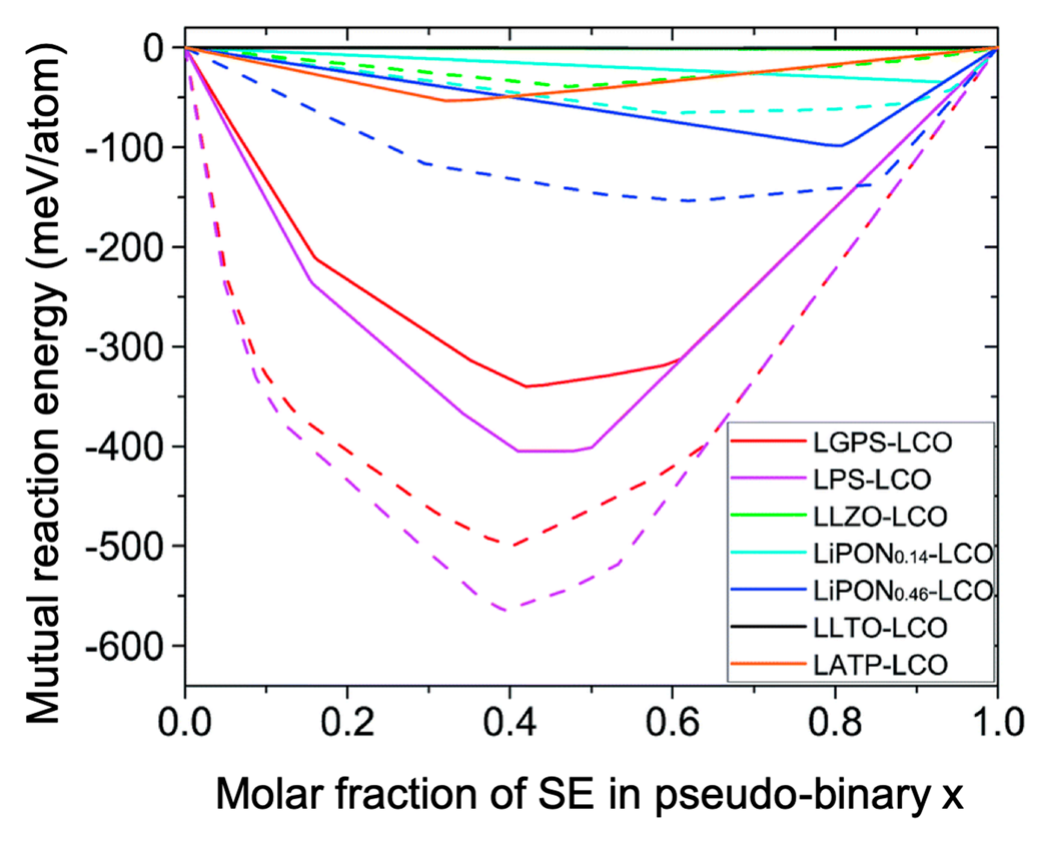 Mutual reaction energy (meV/atom)
0
-100
-200
-300
-400
-500
-600
LGPS-LCO
LPS-LCO
LLZO-LCO
LiPON0.14-LCO
LiPON0.46-LCO
LLTO-LCO
LATP-LCO
0.0 0.2 0.4 0.6 0.8 1.0
Molar fraction of SE in pseudo-binary x